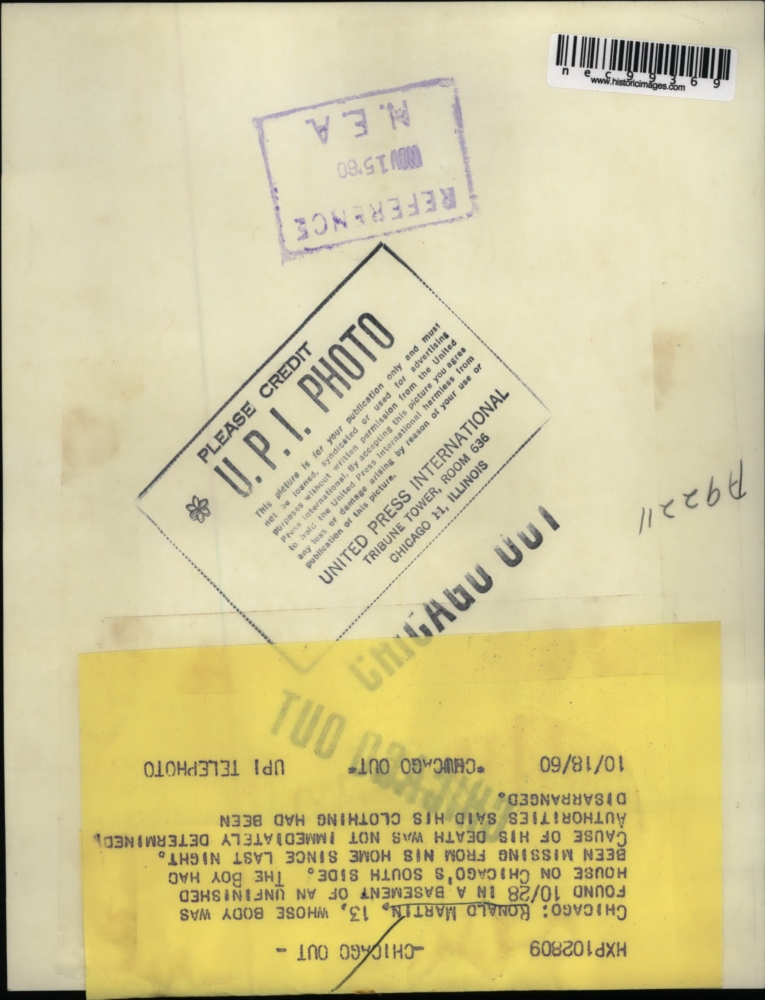 nec99369
www.historicimages.com
N.E.A
NOV 15 '60
REFERENCE
PLEASE CREDIT
U.P.I. PHOTO
This picture is for your publication only and must
not be loaned, syndicated or used for advertising
purposes without written permission from the United
Press International. By accepting this picture you agree
to hold the United Press International harmless from
any loss or damage arising by reason of your use or
publication of this picture.
UNITED PRESS INTERNATIONAL
TRIBUNE TOWER, ROOM 636
CHICAGO 11, ILLINOIS
A92211
CHICAGO OUT
CHICAGO OUT
HXP102809 -CHICAGO OUT -
CHICAGO: RONALD MARTIN, 13, WHOSE BODY WAS
FOUND 10/28 IN A BASEMENT OF AN UNFINISHED
HOUSE ON CHICAGO'S SOUTH SIDE. THE BOY HAD
BEEN MISSING FROM HIS HOME SINCE LAST NIGHT.
CAUSE OF HIS DEATH WAS NOT IMMEDIATELY DETERMINED,
AUTHORITIES SAID HIS CLOTHING HAD BEEN
DISARRANGED.
10/18/60 *CHICAGO OUT* UPI TELEPHOTO